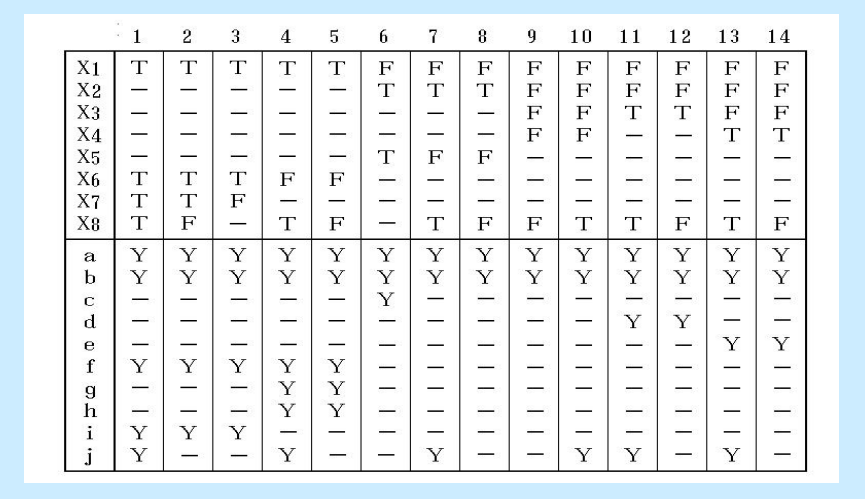 1 2 3 4 5 6 7 8 9 10 11 12 13 14
X1 T T T T T F F F F F F F F F
X2 — — — — — T T T F F F F F F
X3 — — — — — — — — F F T T F F
X4 — — — — — — — — F F — — T T
X5 — — — — — T F F — — — — — —
X6 T T T F F — — — — — — — — —
X7 T T F — — — — — — — — — — —
X8 T F — T F — T F F T T F T F
a Y Y Y Y Y Y Y Y Y Y Y Y Y Y
b Y Y Y Y Y Y Y Y Y Y Y Y Y Y
c — — — — — Y — — — — — — — —
d — — — — — — — — — — Y Y — —
e — — — — — — — — — — — — Y Y
f Y Y Y Y Y — — — — — — — — —
g — — — Y Y — — — — — — — — —
h — — — Y Y — — — — — — — — —
i Y Y Y — — — — — — — — — — —
j Y — — Y — — Y — — Y Y — Y —